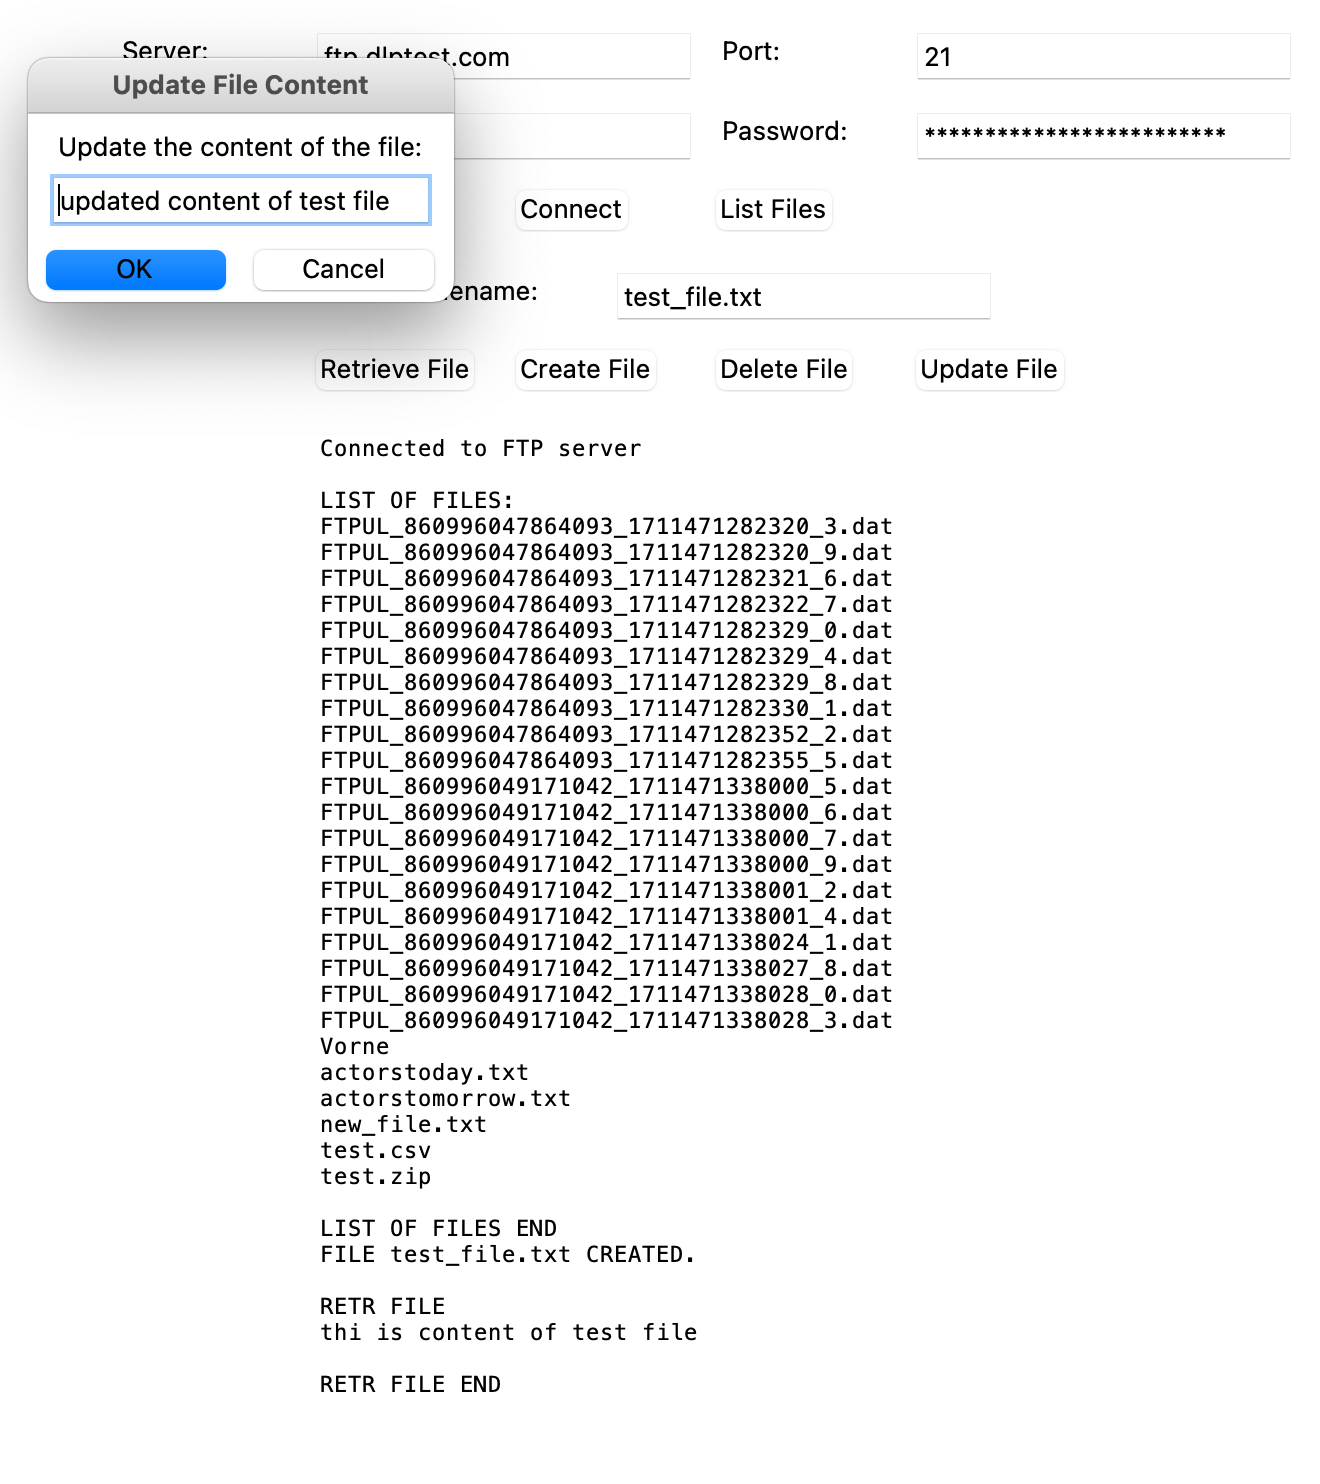 Server:
ftp.dlptest.com
Port:
21
Update File Content
Update the content of the file:
updated content of test file
OK
Cancel
Password:
*************************
Connect
List Files
ename:
test_file.txt
Retrieve File
Create File
Delete File
Update File
Connected to FTP server
LIST OF FILES:
FTPUL_860996047864093_1711471282320_3.dat
FTPUL_860996047864093_1711471282320_9.dat
FTPUL_860996047864093_1711471282321_6.dat
FTPUL_860996047864093_1711471282322_7.dat
FTPUL_860996047864093_1711471282329_0.dat
FTPUL_860996047864093_1711471282329_4.dat
FTPUL_860996047864093_1711471282329_8.dat
FTPUL_860996047864093_1711471282330_1.dat
FTPUL_860996047864093_1711471282352_2.dat
FTPUL_860996047864093_1711471282355_5.dat
FTPUL_860996049171042_1711471338000_5.dat
FTPUL_860996049171042_1711471338000_6.dat
FTPUL_860996049171042_1711471338000_7.dat
FTPUL_860996049171042_1711471338000_9.dat
FTPUL_860996049171042_1711471338001_2.dat
FTPUL_860996049171042_1711471338001_4.dat
FTPUL_860996049171042_1711471338024_1.dat
FTPUL_860996049171042_1711471338027_8.dat
FTPUL_860996049171042_1711471338028_0.dat
FTPUL_860996049171042_1711471338028_3.dat
Vorne
actorstoday.txt
actorstomorrow.txt
new_file.txt
test.csv
test.zip
LIST OF FILES END
FILE test_file.txt CREATED.
RETR FILE
thi is content of test file
RETR FILE END